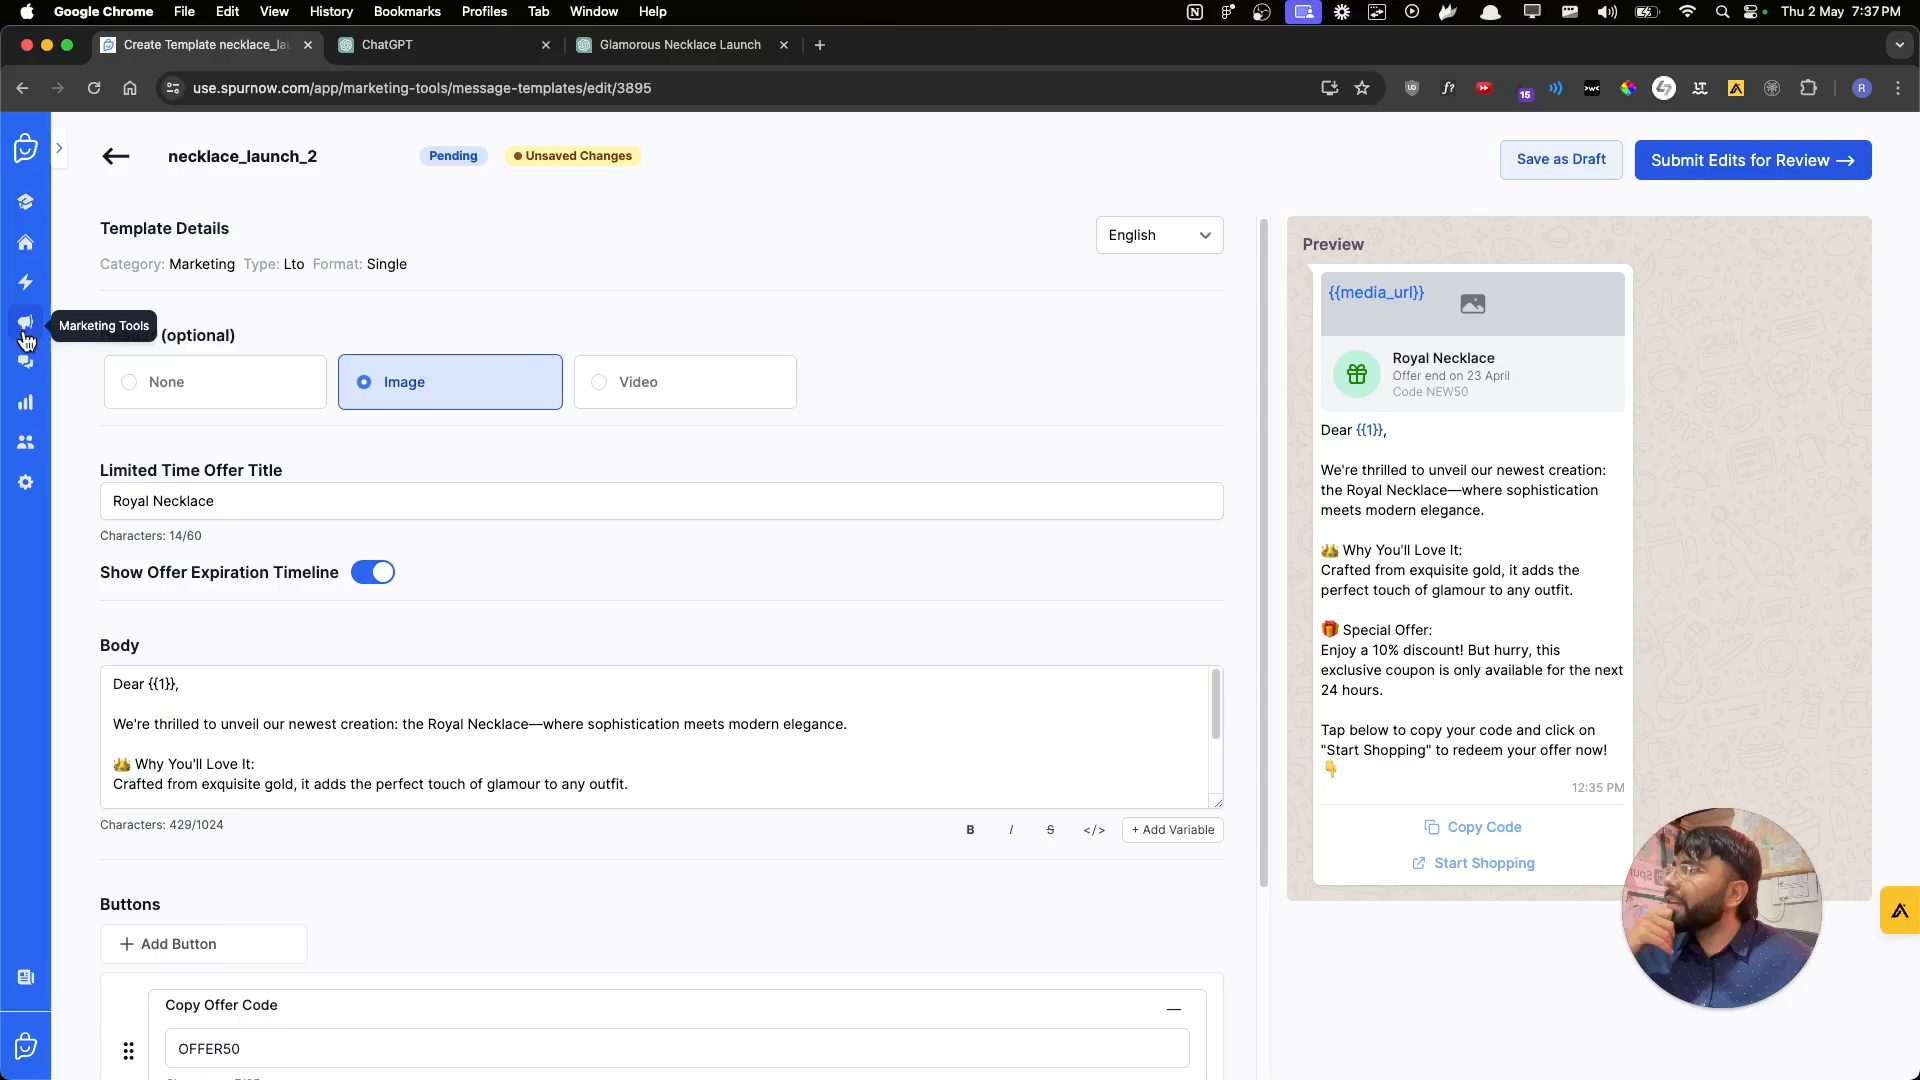 Google Chrome File Edit View History Bookmarks Profiles Tab Window Help
Thu 2 May 7:37 PM
Create Template necklace_la
ChatGPT
Glamorous Necklace Launch
use.spurnow.com/app/marketing-tools/message-templates/edit/3895
15
R
necklace_launch_2
Pending
Unsaved Changes
Save as Draft
Submit Edits for Review
Template Details
English
Category: Marketing Type: Lto Format: Single
Marketing Tools
(optional)
None
Image
Video
Limited Time Offer Title
Royal Necklace
Characters: 14/60
Show Offer Expiration Timeline
Body
Dear {{1}},
We're thrilled to unveil our newest creation: the Royal Necklace—where sophistication meets modern elegance.
👑 Why You'll Love It:
Crafted from exquisite gold, it adds the perfect touch of glamour to any outfit.
Characters: 429/1024
B I S </> + Add Variable
Buttons
Add Button
Copy Offer Code
OFFER50
Preview
{{media_url}}
Royal Necklace
Offer end on 23 April
Code NEW50
Dear {{1}},
We're thrilled to unveil our newest creation:
the Royal Necklace—where sophistication
meets modern elegance.
👑 Why You'll Love It:
Crafted from exquisite gold, it adds the
perfect touch of glamour to any outfit.
🎁 Special Offer:
Enjoy a 10% discount! But hurry, this
exclusive coupon is only available for the next
24 hours.
Tap below to copy your code and click on
"Start Shopping" to redeem your offer now!
👇
12:35 PM
Copy Code
Start Shopping